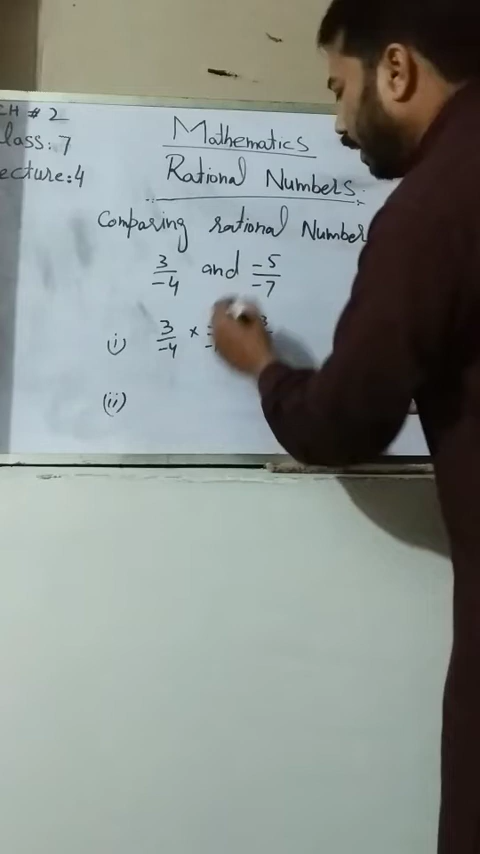 CH # 2
Class: 7
Lecture: 4
Mathematics
Rational Numbers.
Comparing rational Number
3/-4 and -5/-7
i) 3/-4 ×
(ii)